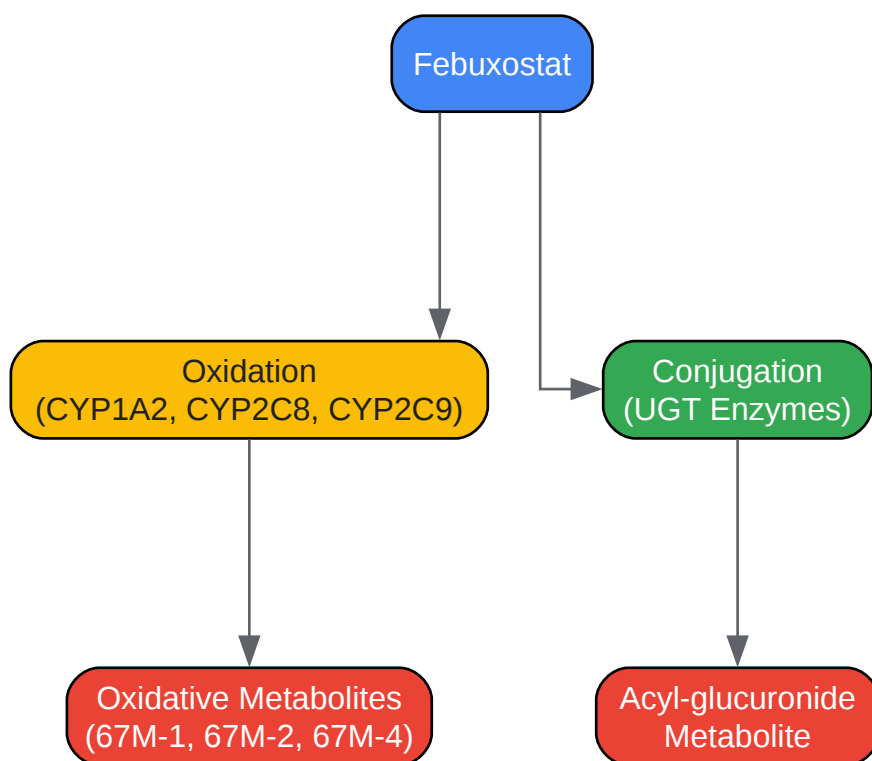 Febuxostat
Oxidation
(CYP1A2, CYP2C8, CYP2C9)
Conjugation
(UGT Enzymes)
Oxidative Metabolites
(67M-1, 67M-2, 67M-4)
Acyl-glucuronide
Metabolite